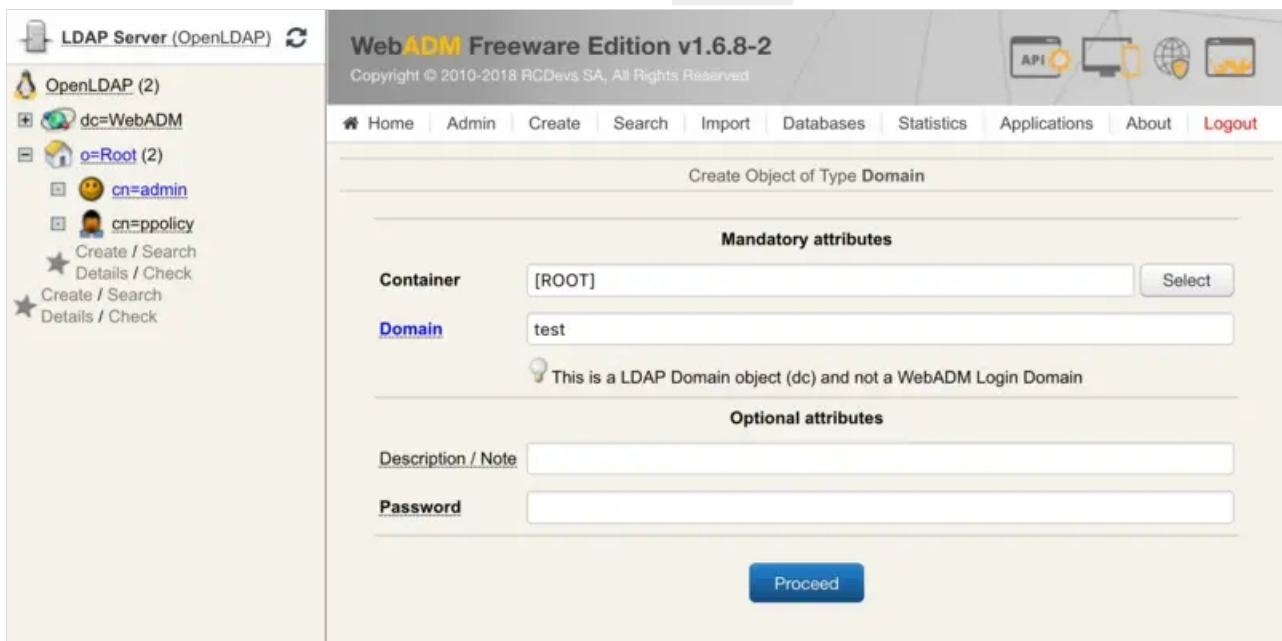 LDAP Server (OpenLDAP)
OpenLDAP (2)
dc=WebADM
o=Root (2)
cn=admin
cn=ppolicy
Create / Search
Details / Check
Create / Search
Details / Check
WebADM Freeware Edition v1.6.8-2
Copyright © 2010-2018 RCDevs SA, All Rights Reserved
API
Home Admin Create Search Import Databases Statistics Applications About Logout
Create Object of Type Domain
Mandatory attributes
Container [ROOT] Select
Domain test
This is a LDAP Domain object (dc) and not a WebADM Login Domain
Optional attributes
Description / Note
Password
Proceed